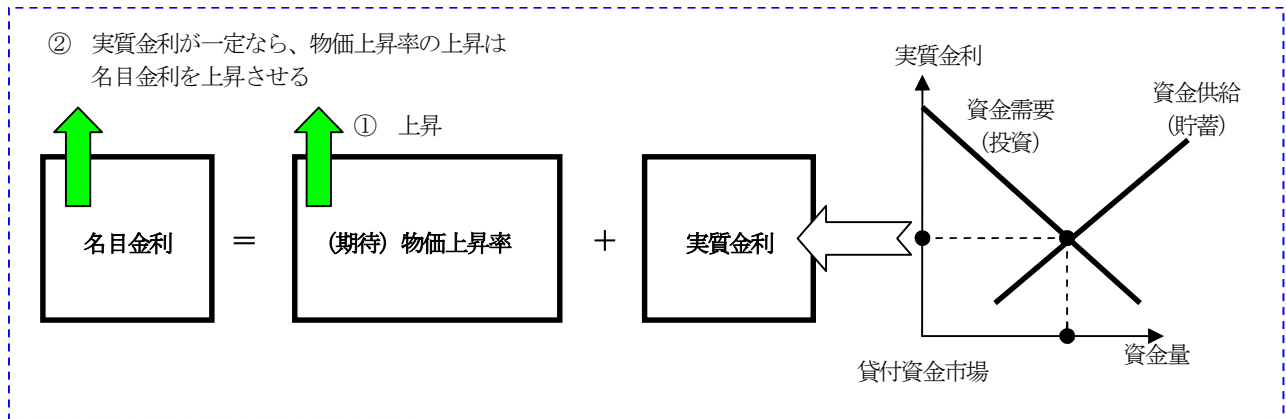 ② 実質金利が一定なら、物価上昇率の上昇は
名目金利を上昇させる
① 上昇
名目金利
＝
(期待) 物価上昇率
＋
実質金利
実質金利
資金需要
(投資)
資金供給
(貯蓄)
資金量
貸付資金市場